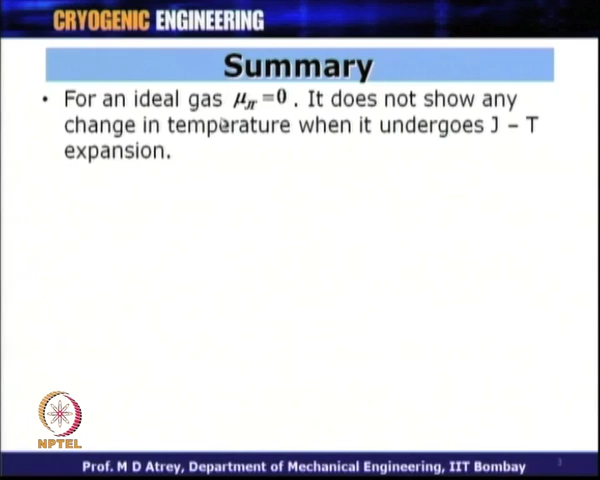 CRYOGENIC ENGINEERING
Summary
• For an ideal gas μ_JT = 0 . It does not show any
change in temperature when it undergoes J – T
expansion.
NPTEL
Prof. M D Atrey, Department of Mechanical Engineering, IIT Bombay
3